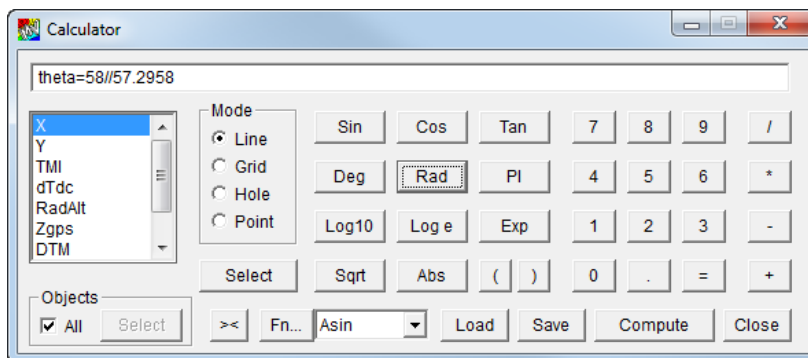 Calculator
theta=58//57.2958
X
Y
TMI
dTdc
RadAlt
Zgps
DTM
Mode
Line
Grid
Hole
Point
Sin Cos Tan 7 8 9 /
Deg Rad PI 4 5 6 *
Log10 Log e Exp 1 2 3 -
Select Sqrt Abs ( ) 0 . = +
Objects
All Select >< Fn... Asin Load Save Compute Close